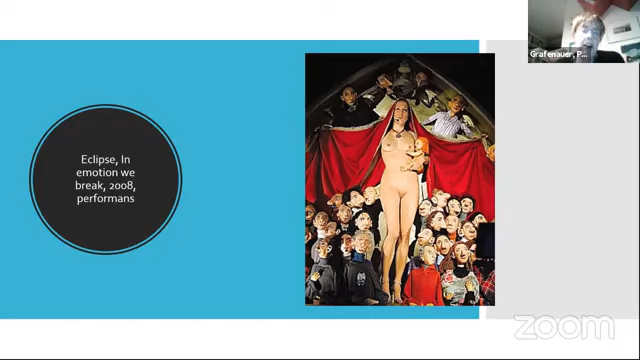 Grafenauer, P...
Eclipse, In
emotion we
break, 2008,
performans
zoom